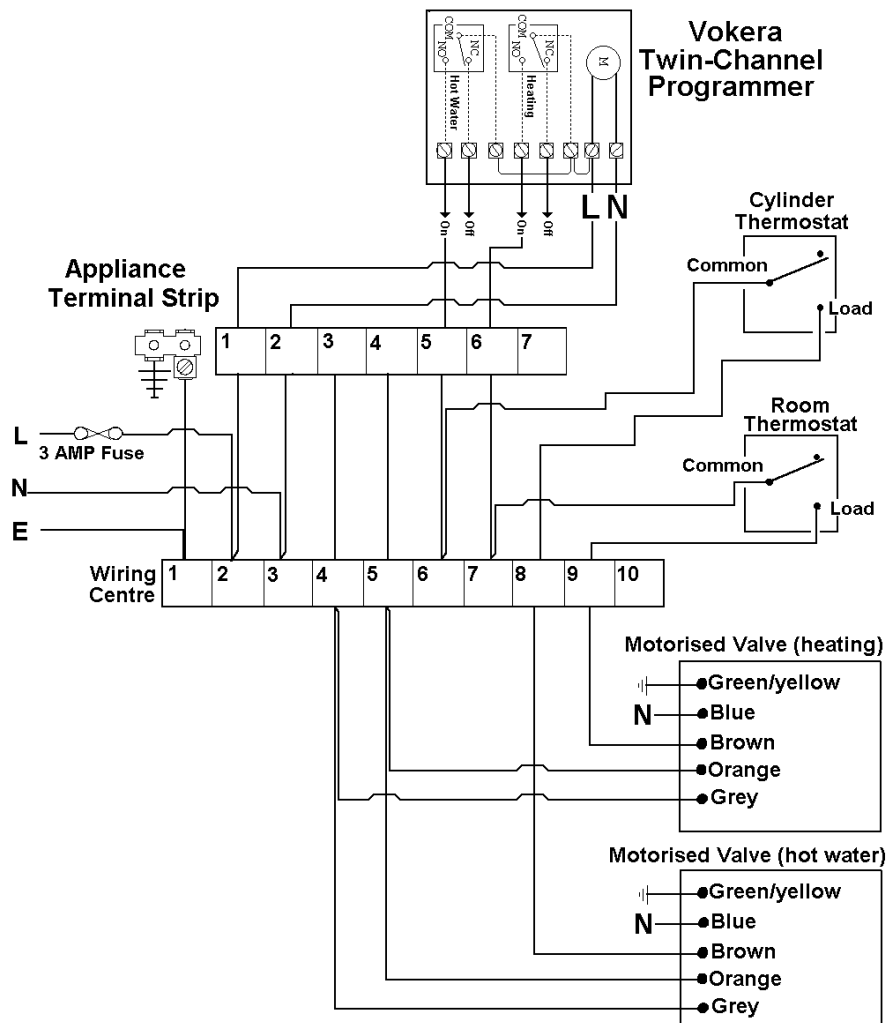 Vokera
Twin-Channel
Programmer
COM
NO
NC
Hot Water
COM
NO
NC
Heating
M
On
Off
On
Off
L N
Cylinder
Thermostat
Common
Load
Appliance
Terminal Strip
1 2 3 4 5 6 7
Room
Thermostat
Common
Load
L
3 AMP Fuse
N
E
Wiring
Centre
1 2 3 4 5 6 7 8 9 10
Motorised Valve (heating)
Green/yellow
N Blue
Brown
Orange
Grey
Motorised Valve (hot water)
Green/yellow
N Blue
Brown
Orange
Grey